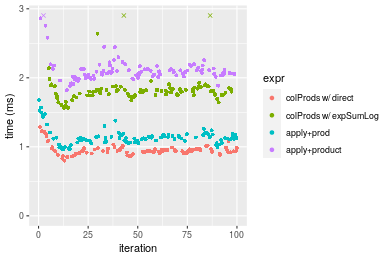 3
2
1
0
time (ms)
0
25
50
75
100
iteration
expr
colProds w/ direct
colProds w/ expSumLog
apply+prod
apply+product